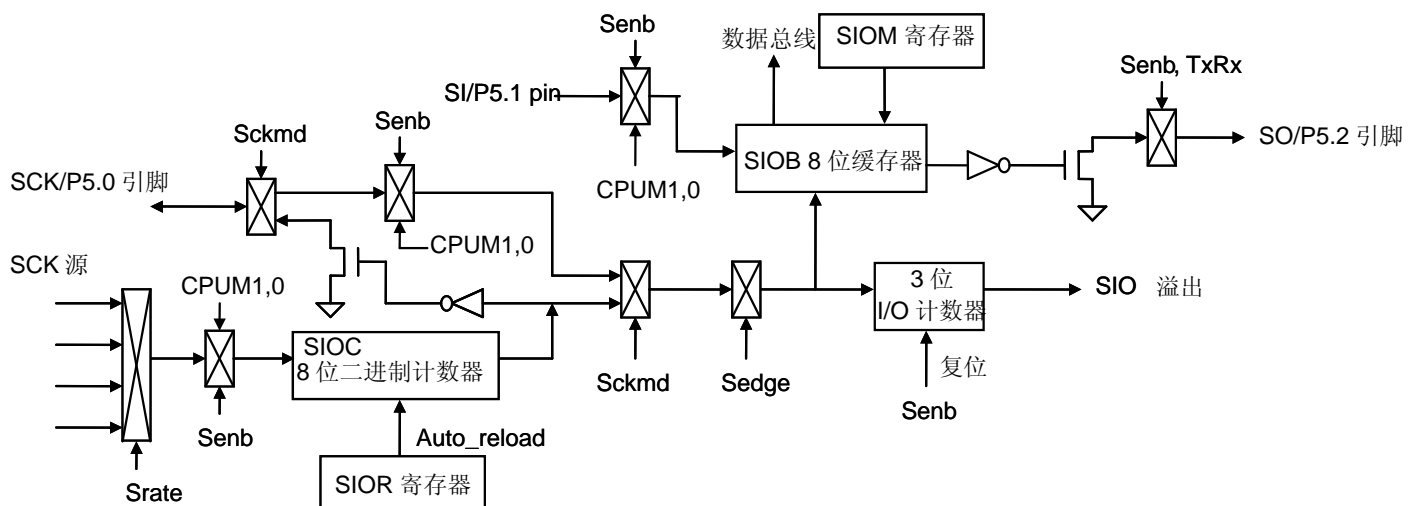 Senb
数据总线
SIOM 寄存器
Senb, TxRx
SI/P5.1 pin
Sckmd
Senb
SIOB 8 位缓存器
SO/P5.2 引脚
SCK/P5.0 引脚
CPUM1,0
CPUM1,0
SCK 源
CPUM1,0
3 位
I/O 计数器
SIO 溢出
SIOC
8 位二进制计数器
Sckmd
Sedge
复位
Senb
Senb
Auto_reload
SIOR 寄存器
Srate